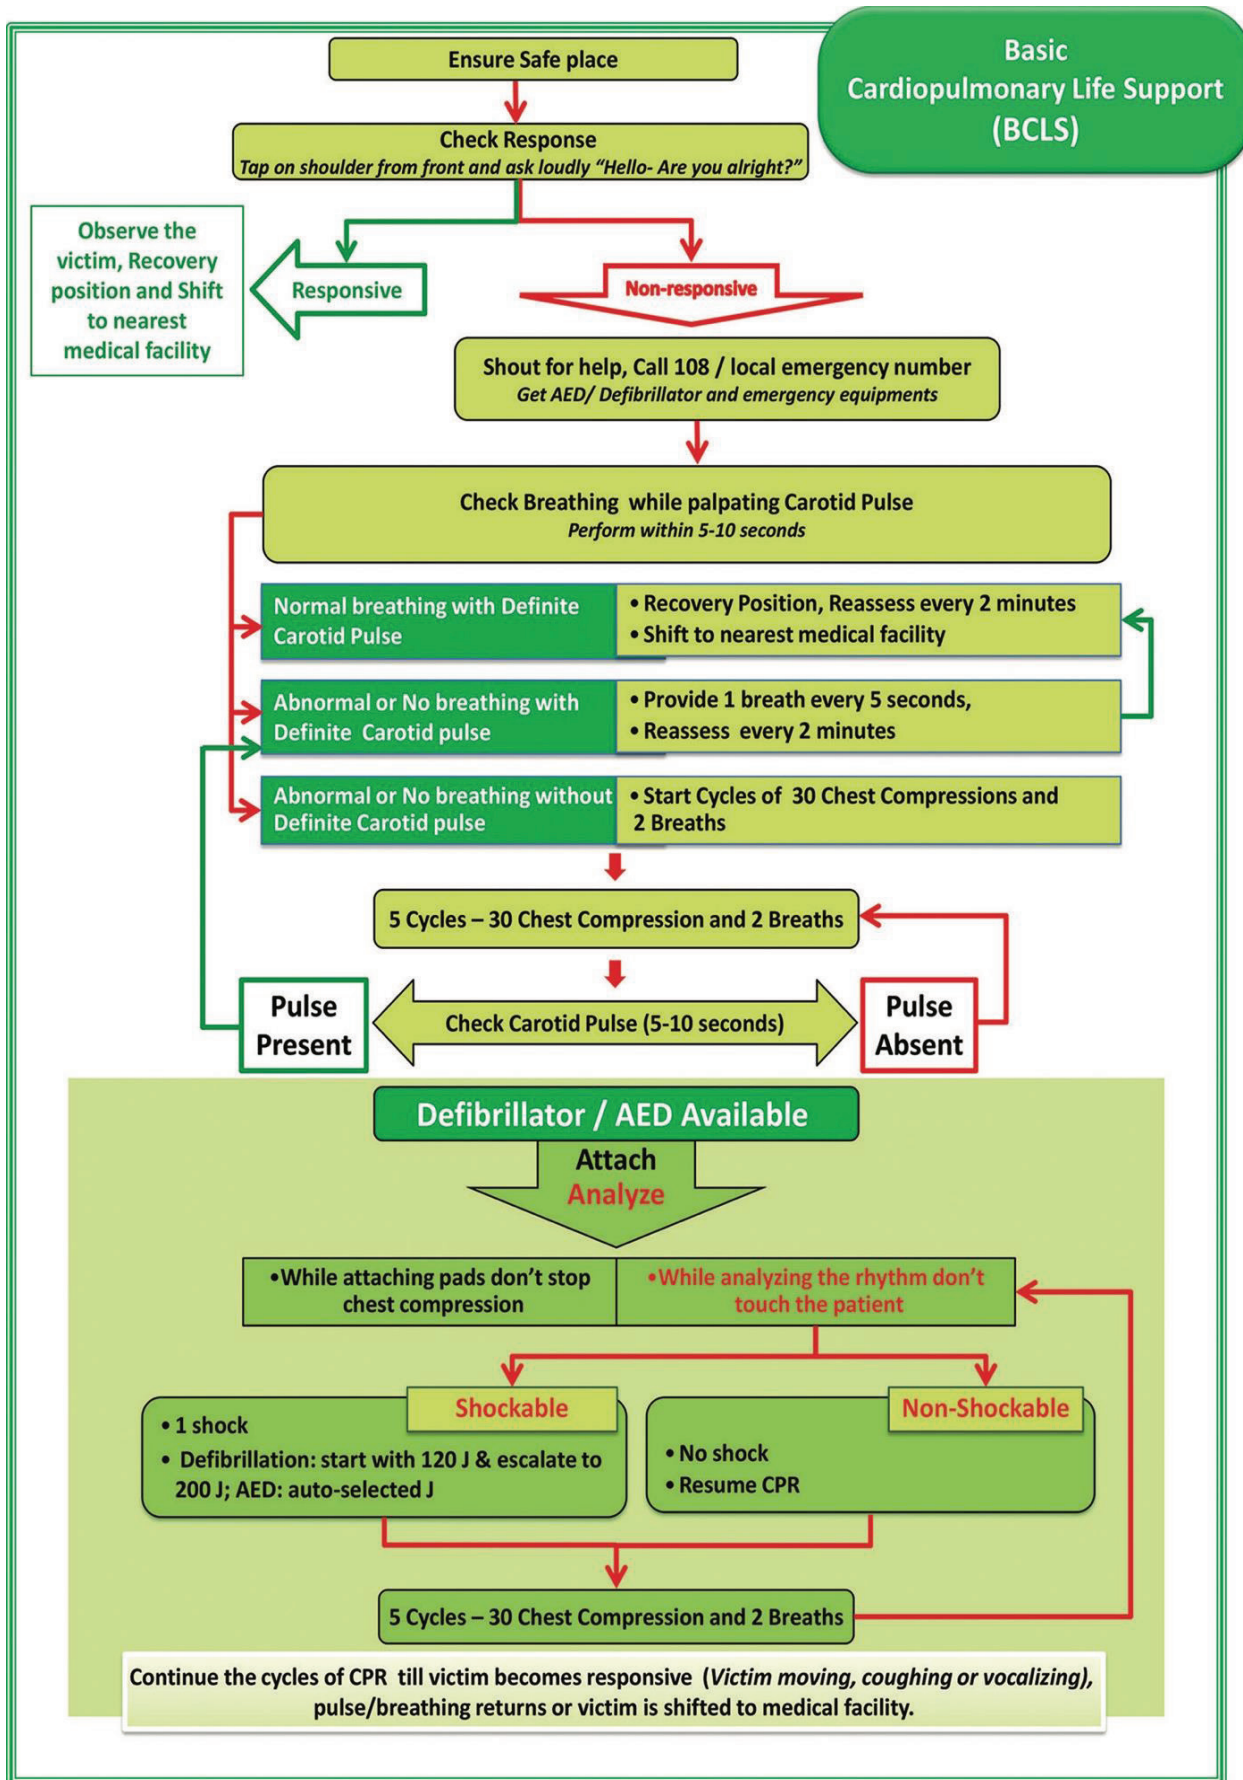 Basic
Cardiopulmonary Life Support
(BCLS)
Ensure Safe place
Check Response
Tap on shoulder from front and ask loudly “Hello- Are you alright?”
Observe the
victim, Recovery
position and Shift
to nearest
medical facility
Responsive
Non-responsive
Shout for help, Call 108 / local emergency number
Get AED/ Defibrillator and emergency equipments
Check Breathing while palpating Carotid Pulse
Perform within 5-10 seconds
Normal breathing with Definite
Carotid Pulse
• Recovery Position, Reassess every 2 minutes
• Shift to nearest medical facility
Abnormal or No breathing with
Definite Carotid pulse
• Provide 1 breath every 5 seconds,
• Reassess every 2 minutes
Abnormal or No breathing without
Definite Carotid pulse
• Start Cycles of 30 Chest Compressions and
2 Breaths
5 Cycles – 30 Chest Compression and 2 Breaths
Pulse
Present
Check Carotid Pulse (5-10 seconds)
Pulse
Absent
Defibrillator / AED Available
Attach
Analyze
•While attaching pads don’t stop
chest compression
•While analyzing the rhythm don’t
touch the patient
Shockable
• 1 shock
• Defibrillation: start with 120 J & escalate to
200 J; AED: auto-selected J
Non-Shockable
• No shock
• Resume CPR
5 Cycles – 30 Chest Compression and 2 Breaths
Continue the cycles of CPR till victim becomes responsive (Victim moving, coughing or vocalizing),
pulse/breathing returns or victim is shifted to medical facility.